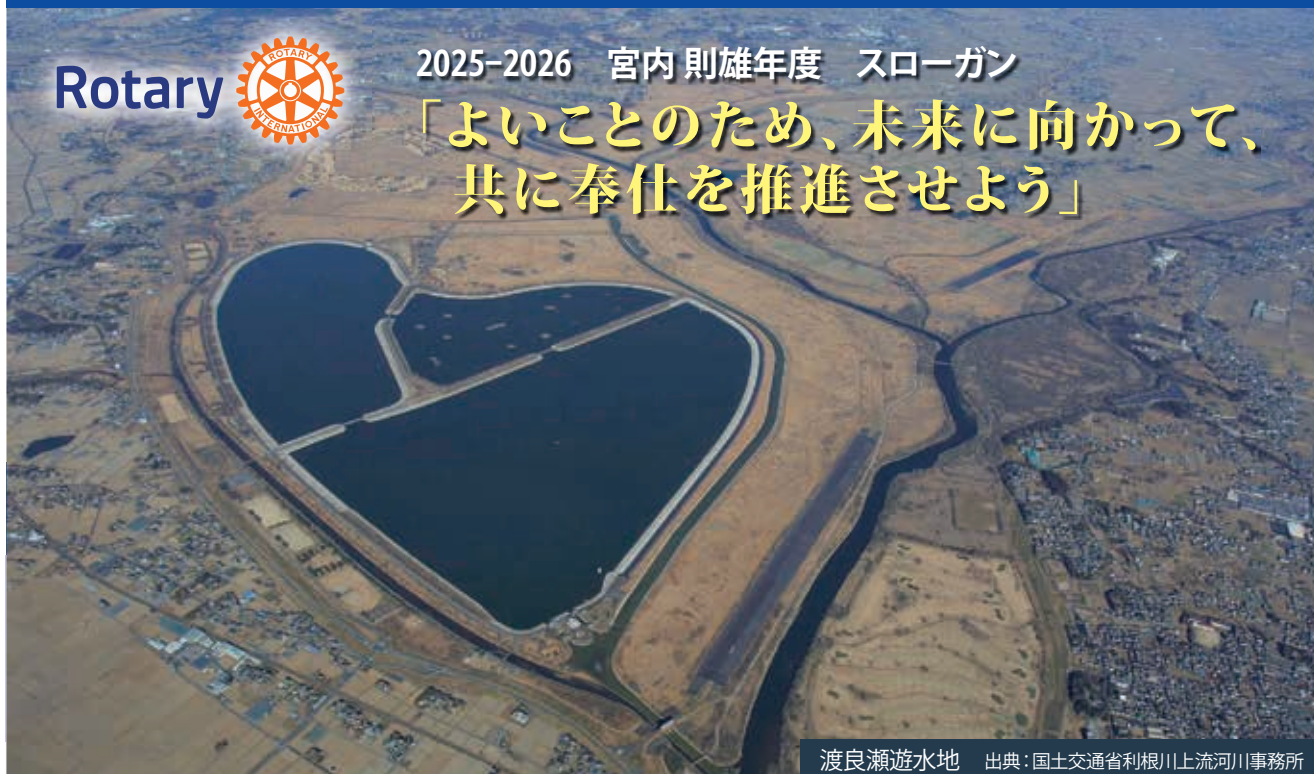 Rotary
ROTARY
INTERNATIONAL
2025−2026　宮内 則雄年度　スローガン
「よいことのため、未来に向かって、
共に奉仕を推進させよう」
渡良瀬遊水地　出典：国土交通省利根川上流河川事務所